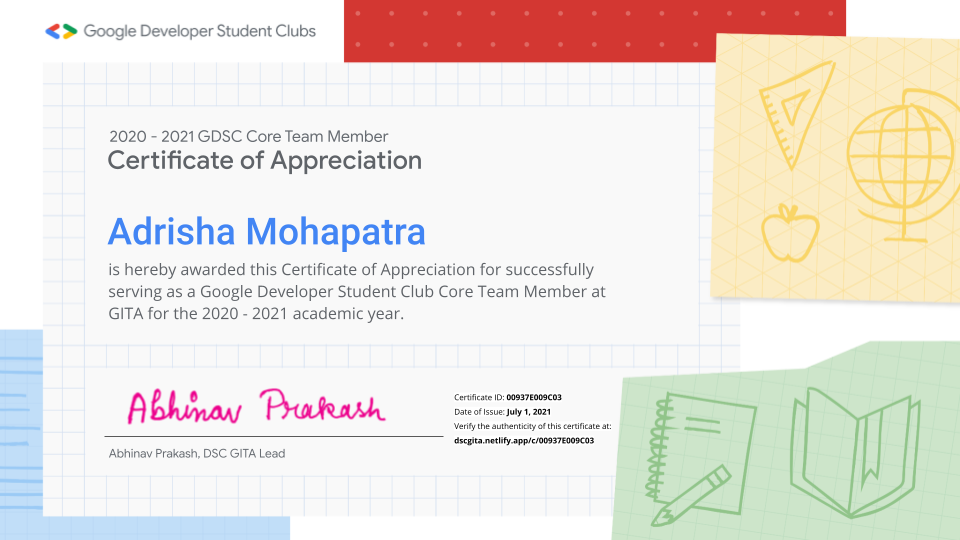 Google Developer Student Clubs
2020 - 2021 GDSC Core Team Member
Certificate of Appreciation
Adrisha Mohapatra
is hereby awarded this Certificate of Appreciation for successfully
serving as a Google Developer Student Club Core Team Member at
GITA for the 2020 - 2021 academic year.
Abhinav Prakash
Abhinav Prakash, DSC GITA Lead
Certificate ID: 00937E009C03
Date of Issue: July 1, 2021
Verify the authenticity of this certificate at:
dscgita.netlify.app/c/00937E009C03